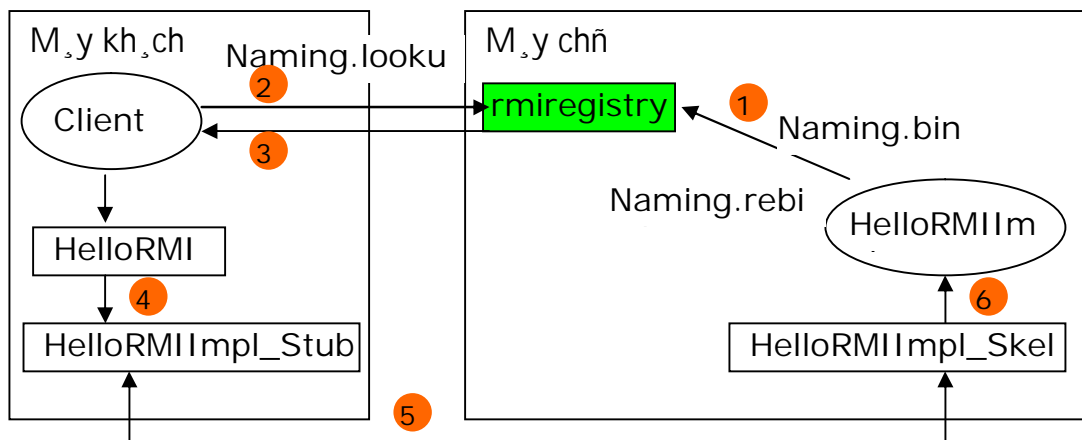 M¸y kh¸ch
M¸y chñ
Naming.looku
2
rmiregistry
1
Client
3
Naming.bin
Naming.rebi
HelloRMIIm
HelloRMI
4
6
HelloRMIImpl_Stub
HelloRMIImpl_Skel
5